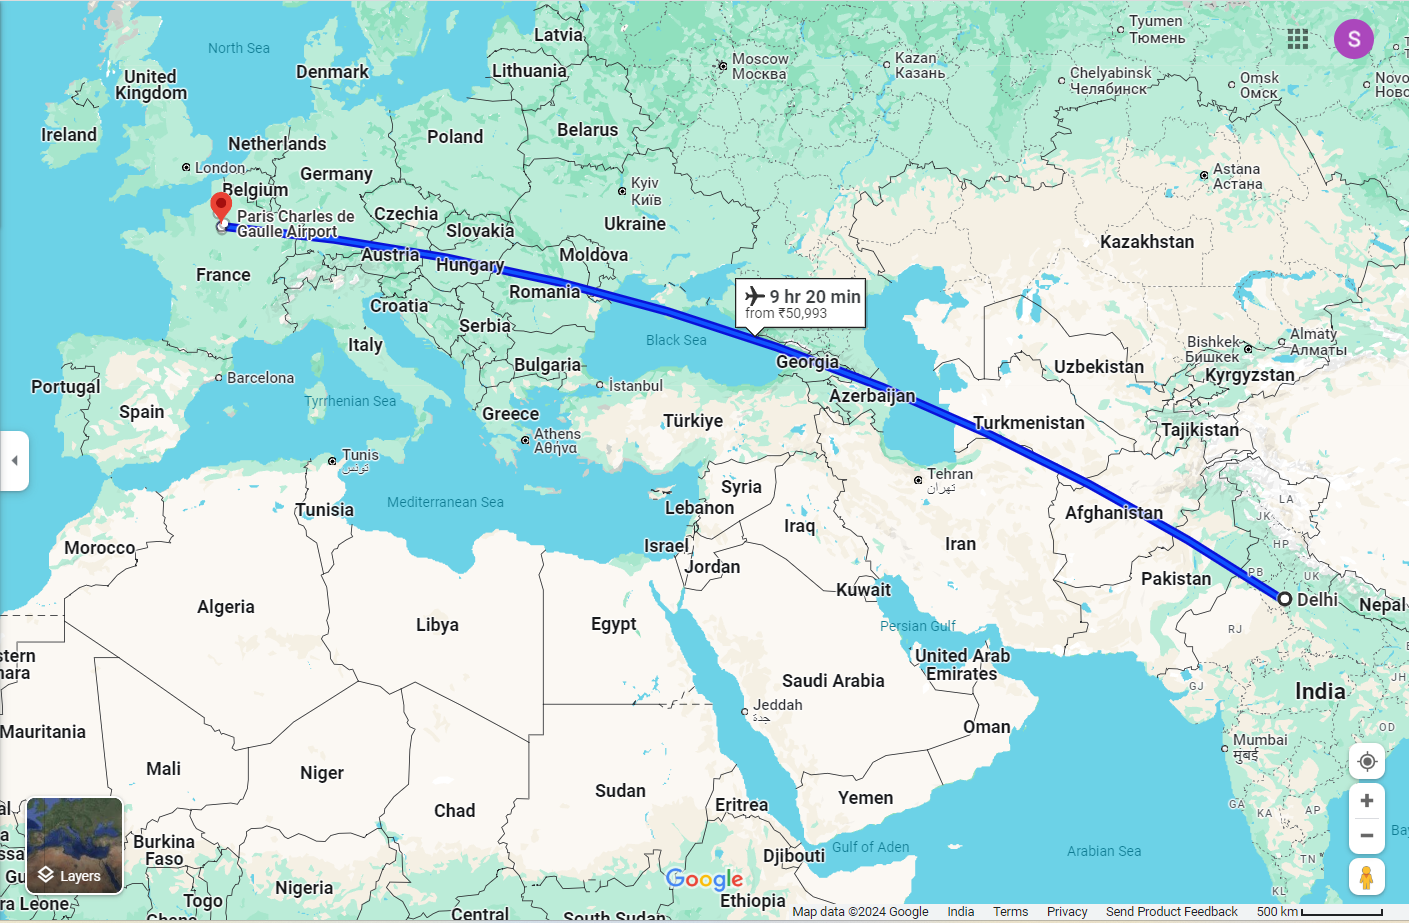 Latvia
Tyumen
Тюмень
S
North Sea
Moscow
Москва
Kazan
Казань
Denmark
Lithuania
Chelyabinsk
Челябинск
Omsk
Омск
United
Kingdom
Ireland
Belarus
Poland
Netherlands
London
Germany
Astana
Астана
Belgium
Kyiv
Київ
Paris Charles de
Gaulle Airport
Czechia
Slovakia
Ukraine
Kazakhstan
Austria
Hungary
Moldova
France
Romania
9 hr 20 min
from ₹50,993
Croatia
Serbia
Italy
Black Sea
Bishkek
Бишкек
Almaty
Алматы
Bulgaria
Georgia
Uzbekistan
Kyrgyzstan
Portugal
Barcelona
İstanbul
Spain
Tyrrhenian Sea
Greece
Azerbaijan
Türkiye
Turkmenistan
Tajikistan
Athens
Αθήνα
Tunis
تونس
Tehran
تهران
Syria
LA
Mediterranean Sea
Tunisia
Lebanon
Afghanistan
JK
Iraq
Morocco
Israel
Iran
HP
Jordan
PB
UK
Pakistan
Kuwait
Delhi
Nepal
Algeria
Libya
Egypt
Persian Gulf
RJ
United Arab
Emirates
Saudi Arabia
GJ
India
JH
Jeddah
جدة
Mauritania
Oman
OD
Mumbai
मुंबई
Mali
Niger
Sudan
Chad
Eritrea
Yemen
GA
KA
AP
Burkina
Faso
Djibouti
Gulf of Aden
Arabian Sea
TN
Layers
Google
Nigeria
KL
Togo
Ethiopia
Central
South Sudan
Map data ©2024 Google
India
Terms
Privacy
Send Product Feedback
500 km